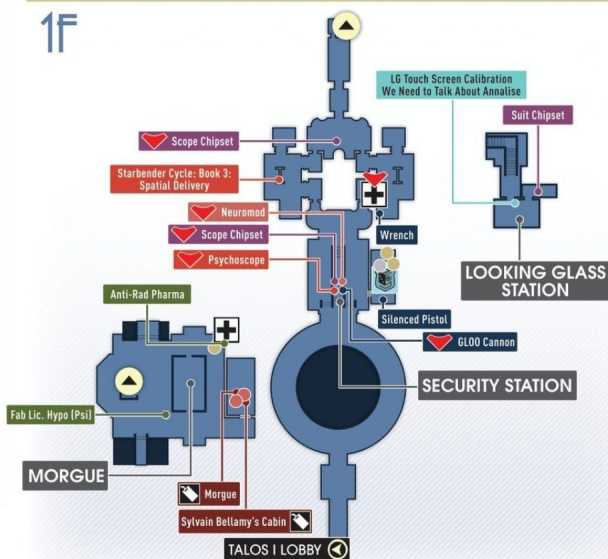 1F
LG Touch Screen Calibration
We Need to Talk About Annalise
Suit Chipset
Scope Chipset
Starbender Cycle: Book 3:
Spatial Delivery
Neuromod
Wrench
Scope Chipset
LOOKING GLASS
STATION
Psychoscope
Anti-Rad Pharma
Silenced Pistol
GLOO Cannon
SECURITY STATION
Fab Lic. Hypo (Psi)
MORGUE
Morgue
Sylvain Bellamy's Cabin
TALOS I LOBBY